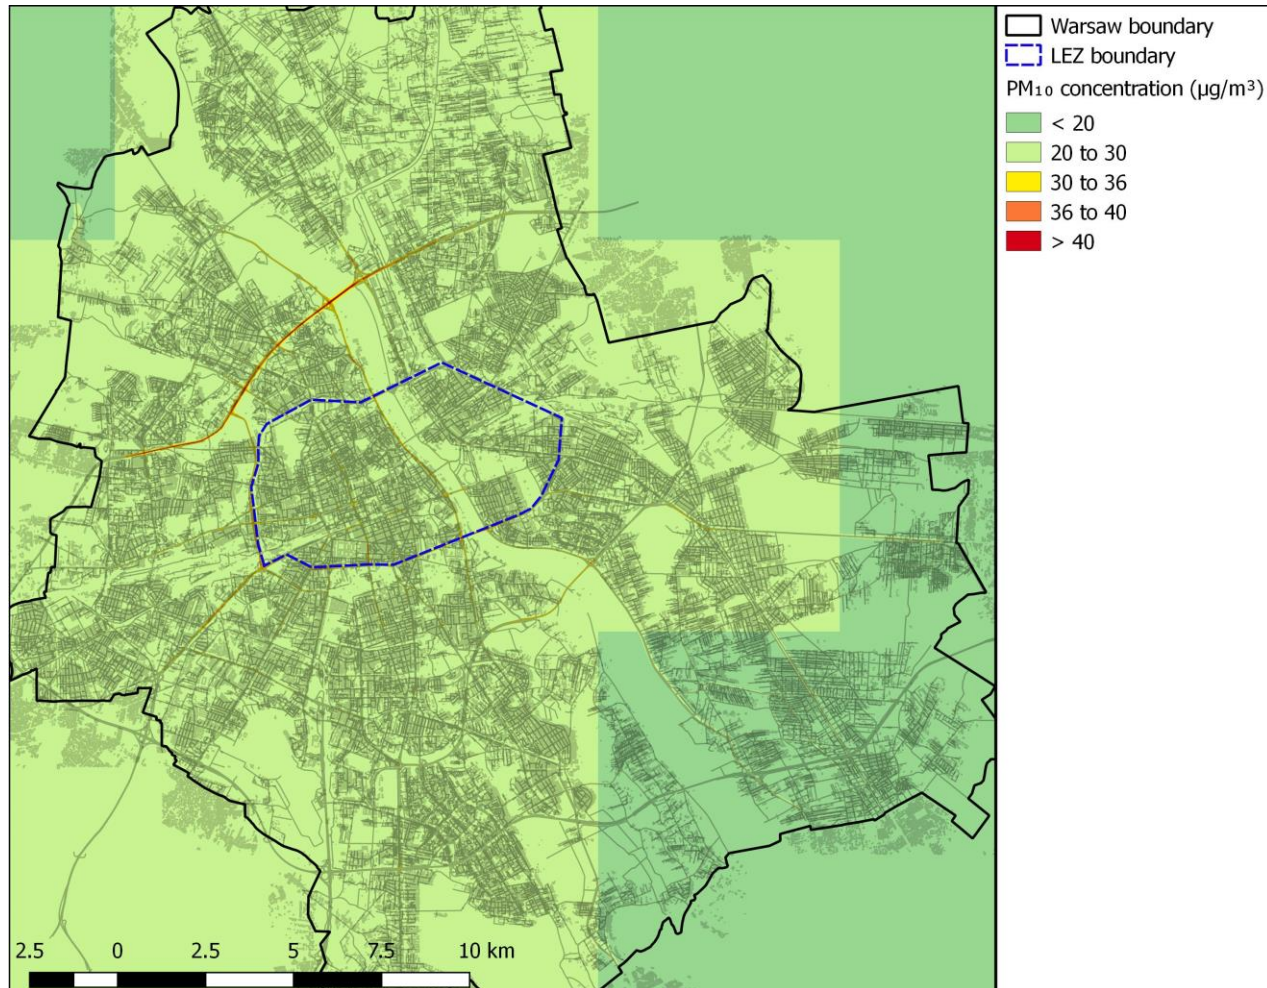 Warsaw boundary
LEZ boundary
PM₁₀ concentration (µg/m³)
< 20
20 to 30
30 to 36
36 to 40
> 40
2.5 0 2.5 5 7.5 10 km